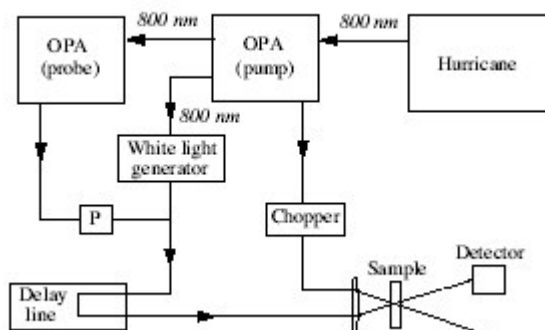 800 nm
800 nm
OPA
(probe)
OPA
(pump)
Hurricane
800 nm
White light
generator
P
Chopper
Sample
Detector
Delay
line